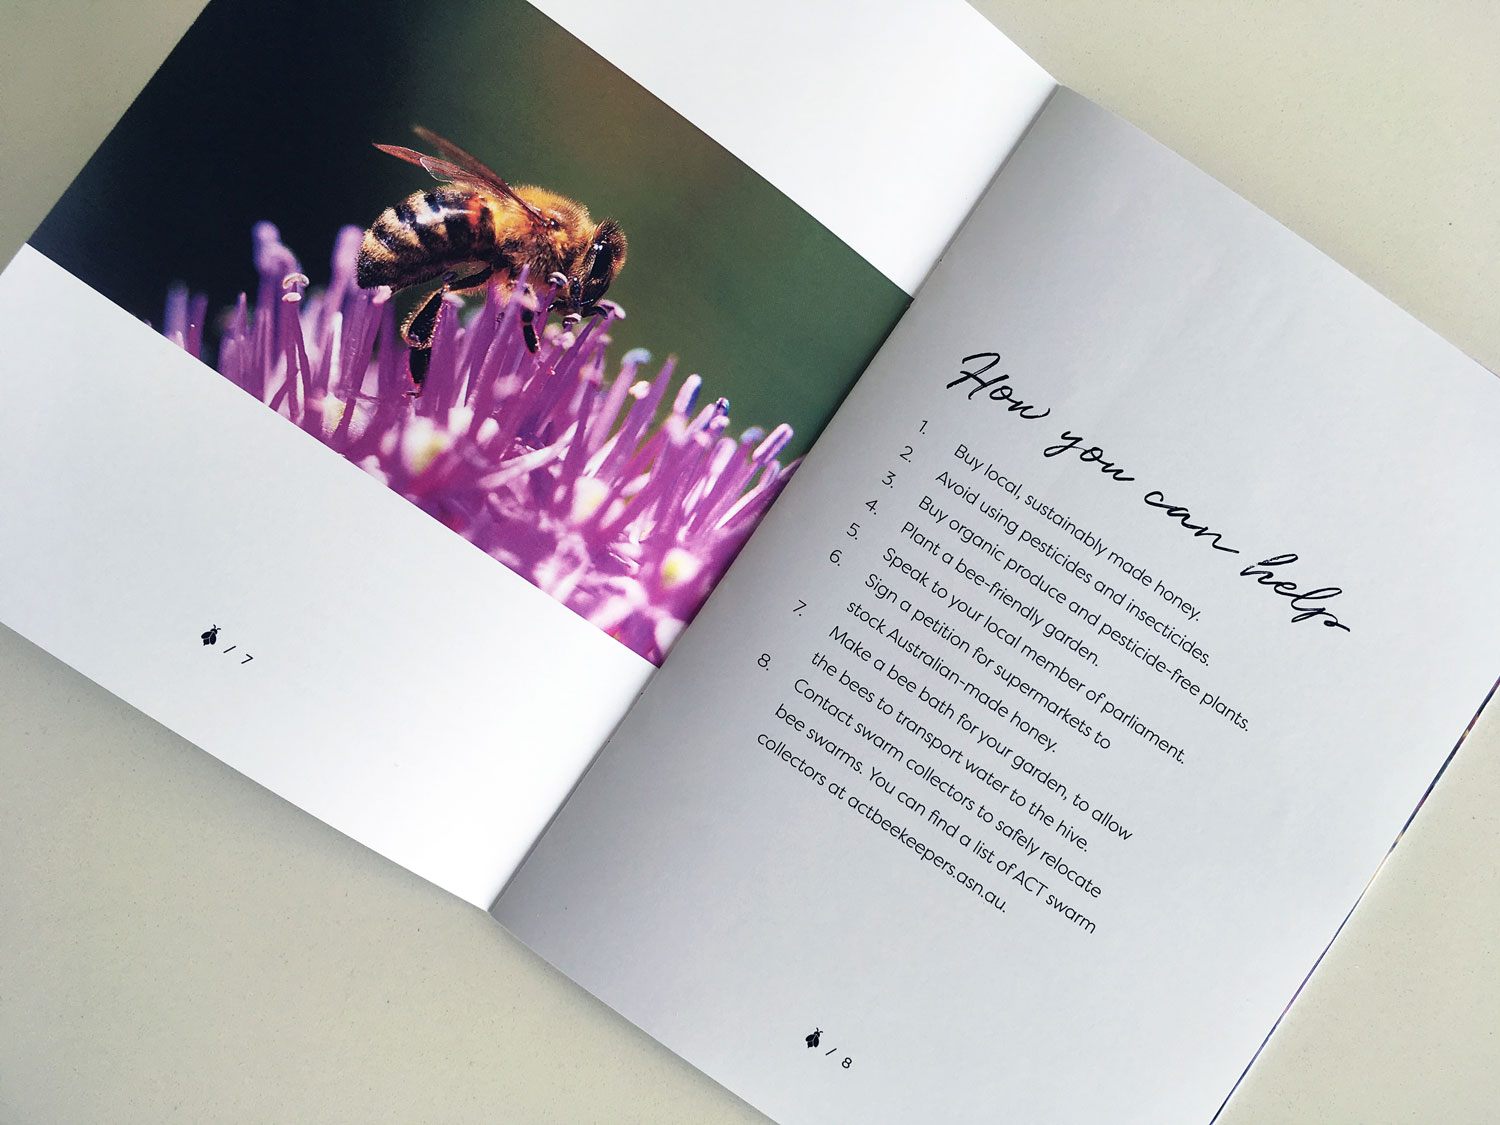 / 7
How you can help
1. Buy local, sustainably made honey.
2. Avoid using pesticides and insecticides.
3. Buy organic produce and pesticide-free plants.
4. Plant a bee-friendly garden.
5. Speak to your local member of parliament.
6. Sign a petition for supermarkets to
stock Australian-made honey.
7. Make a bee bath for your garden, to allow
the bees to transport water to the hive.
8. Contact swarm collectors to safely relocate
bee swarms. You can find a list of ACT swarm
collectors at actbeekeepers.asn.au.
/ 8